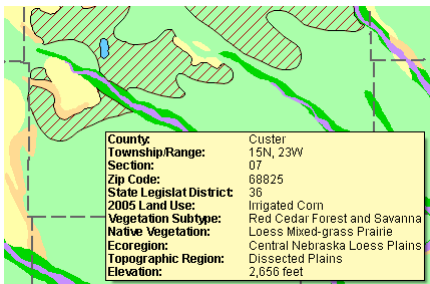 County: Custer
Township/Range: 15N, 23W
Section: 07
Zip Code: 68825
State Legislat District: 36
2005 Land Use: Irrigated Corn
Vegetation Subtype: Red Cedar Forest and Savanna
Native Vegetation: Loess Mixed-grass Prairie
Ecoregion: Central Nebraska Loess Plains
Topographic Region: Dissected Plains
Elevation: 2,656 feet